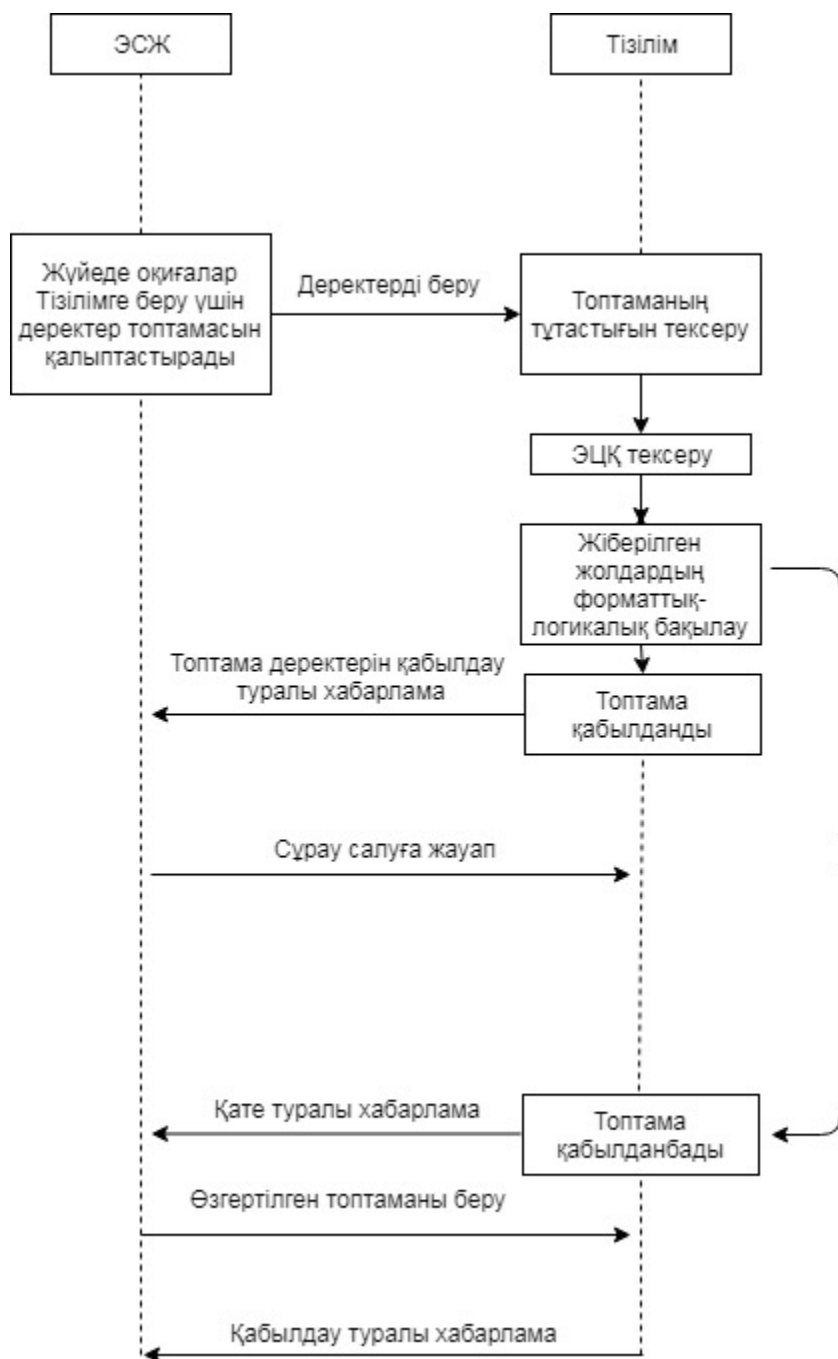 ЭСЖ
Тізілім
Жүйеде оқиғалар
Тізілімге беру үшін
деректер топтамасын
қалыптастырады
Деректерді беру
Топтаманың
тұтастығын тексеру
ЭЦҚ тексеру
Жіберілген
жолдардың
форматтық-
логикалық бақылау
Топтама деректерін қабылдау
туралы хабарлама
Топтама
қабылданды
Сұрау салуға жауап
Қате туралы хабарлама
Топтама
қабылданбады
Өзгертілген топтаманы беру
Қабылдау туралы хабарлама